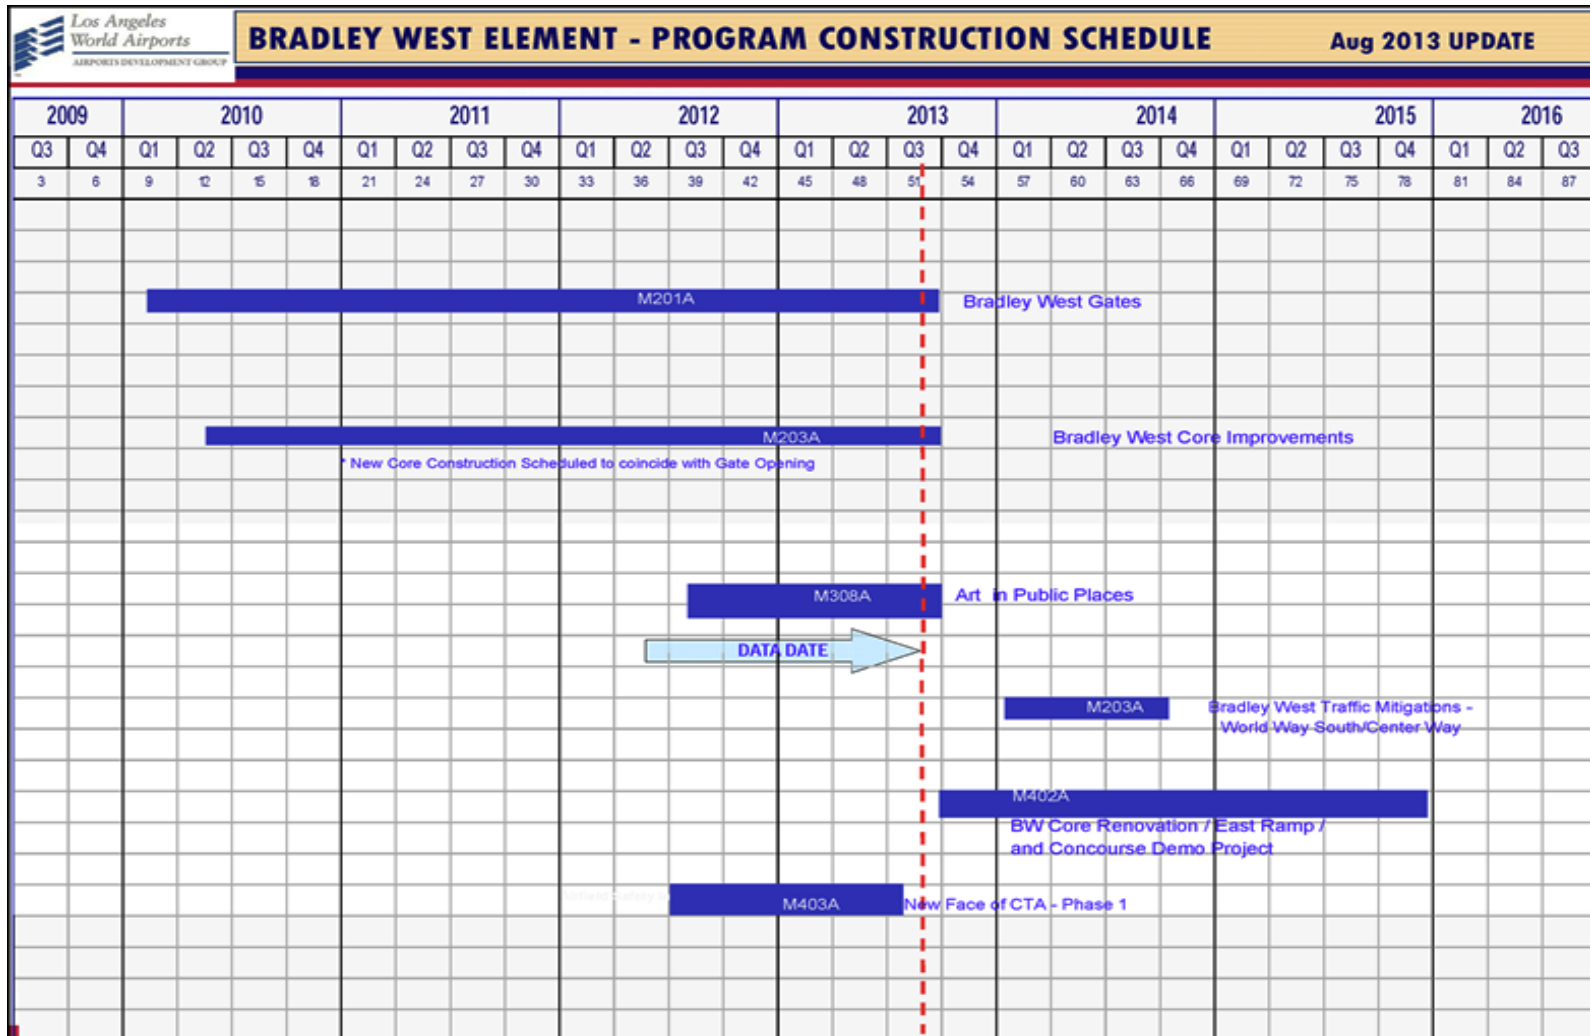 Los Angeles
World Airports
AIRPORTS DEVELOPMENT GROUP
BRADLEY WEST ELEMENT - PROGRAM CONSTRUCTION SCHEDULE
Aug 2013 UPDATE
2009 2010 2011 2012 2013 2014 2015 2016
Q3 Q4 Q1 Q2 Q3 Q4 Q1 Q2 Q3 Q4 Q1 Q2 Q3 Q4 Q1 Q2 Q3 Q4 Q1 Q2 Q3 Q4 Q1 Q2 Q3 Q4 Q1 Q2 Q3
3 6 9 12 15 18 21 24 27 30 33 36 39 42 45 48 51 54 57 60 63 66 69 72 75 78 81 84 87
M201A Bradley West Gates
M203A Bradley West Core Improvements
* New Core Construction Scheduled to coincide with Gate Opening
M308A Art in Public Places
DATA DATE
M203A Bradley West Traffic Mitigations -
World Way South/Center Way
M402A
BW Core Renovation / East Ramp /
and Concourse Demo Project
M403A New Face of CTA - Phase 1